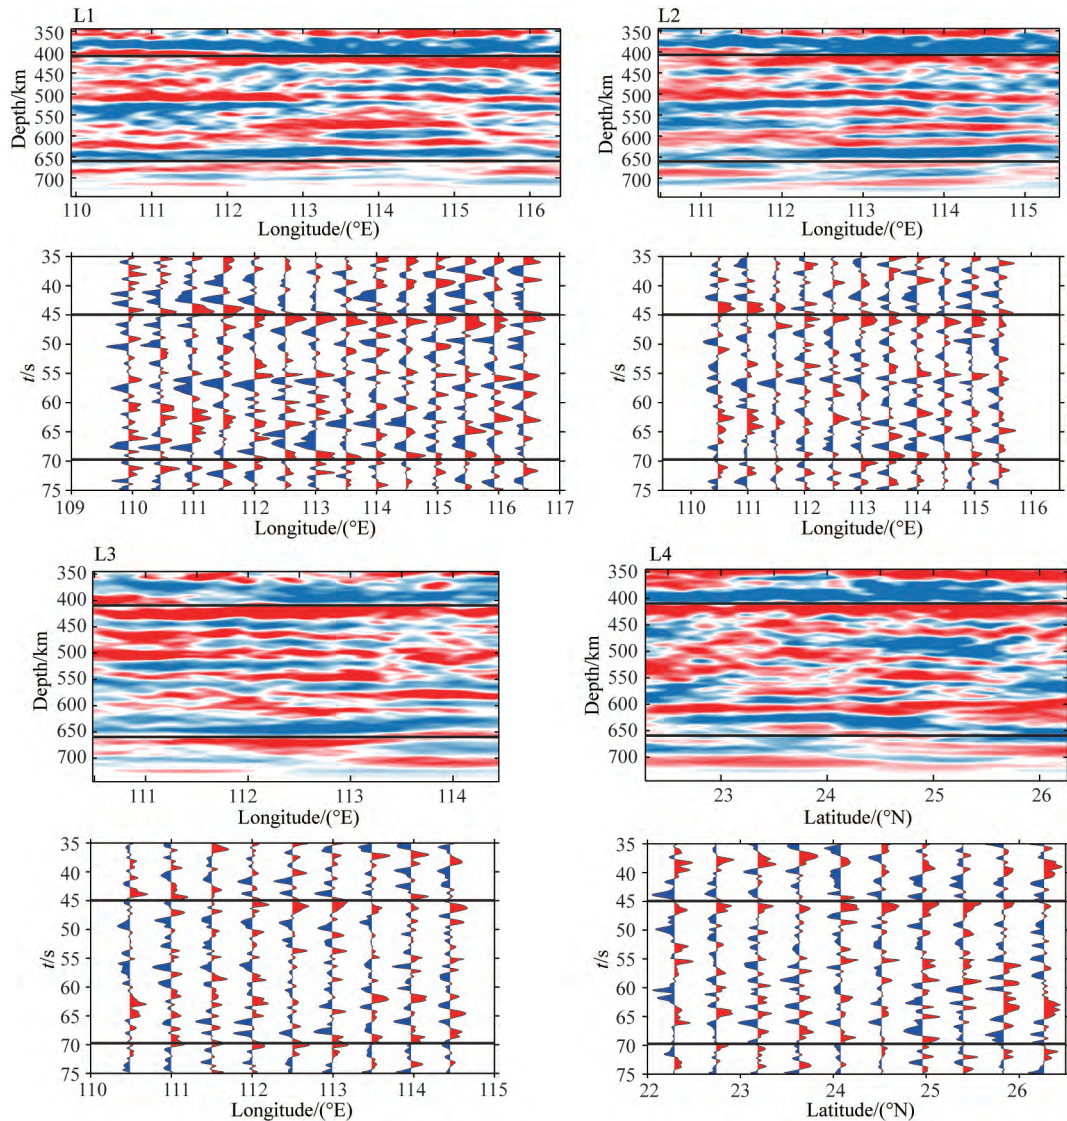 L1
350
400
450
500
550
600
650
700
Depth/km
110 111 112 113 114 115 116
Longitude/(°E)
L2
350
400
450
500
550
600
650
700
Depth/km
111 112 113 114 115
Longitude/(°E)
35
40
45
50
55
60
65
70
75
t/s
109 110 111 112 113 114 115 116 117
Longitude/(°E)
35
40
45
50
55
60
65
70
75
t/s
110 111 112 113 114 115 116
Longitude/(°E)
L3
350
400
450
500
550
600
650
700
Depth/km
111 112 113 114
Longitude/(°E)
L4
350
400
450
500
550
600
650
700
Depth/km
23 24 25 26
Latitude/(°N)
35
40
45
50
55
60
65
70
75
t/s
110 111 112 113 114 115
Longitude/(°E)
35
40
45
50
55
60
65
70
75
t/s
22 23 24 25 26
Latitude/(°N)